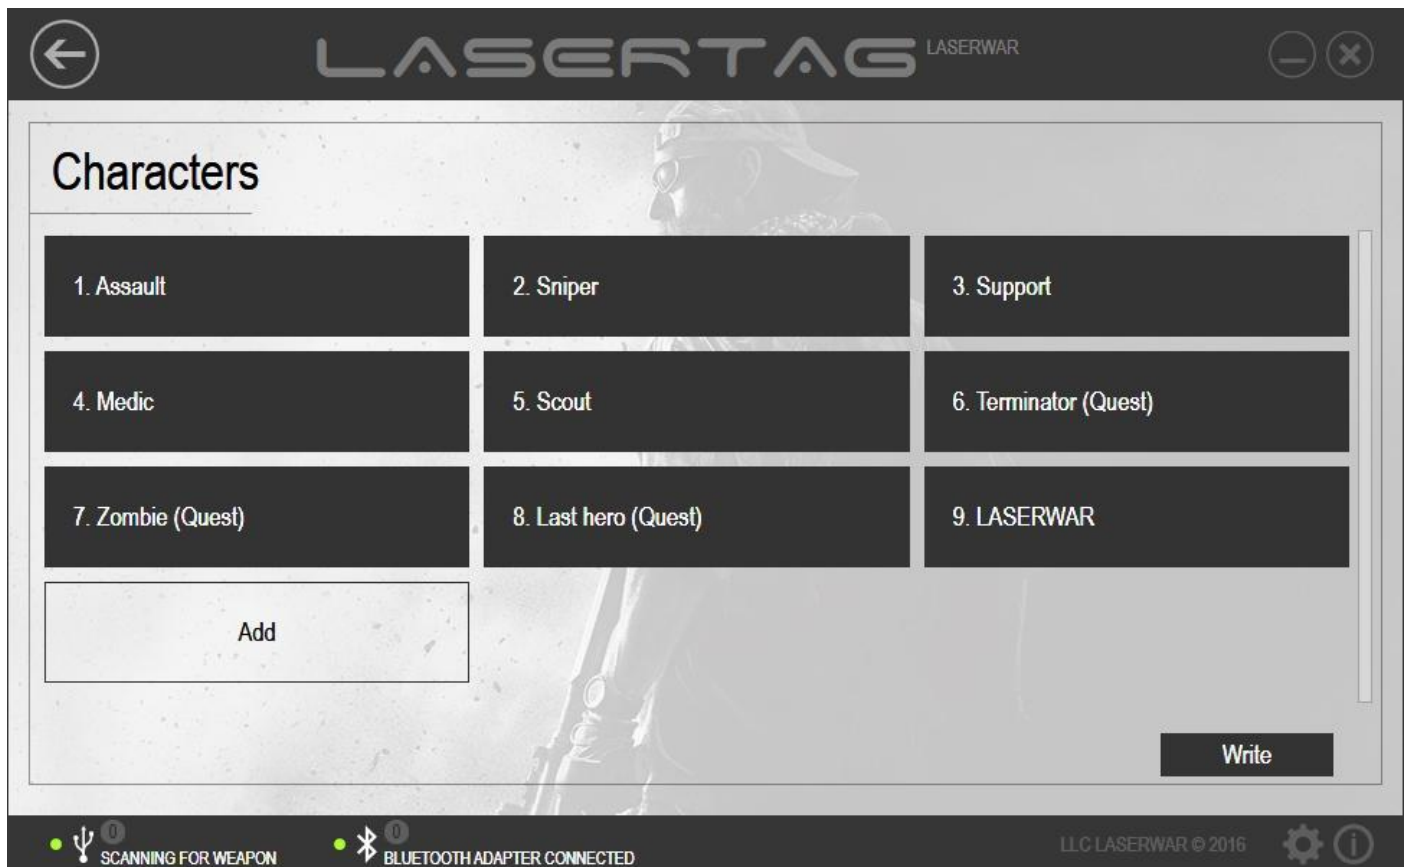 LASERTAG LASERWAR
Characters
1. Assault
2. Sniper
3. Support
4. Medic
5. Scout
6. Terminator (Quest)
7. Zombie (Quest)
8. Last hero (Quest)
9. LASERWAR
Add
Write
0
SCANNING FOR WEAPON
0
BLUETOOTH ADAPTER CONNECTED
LLC LASERWAR © 2016